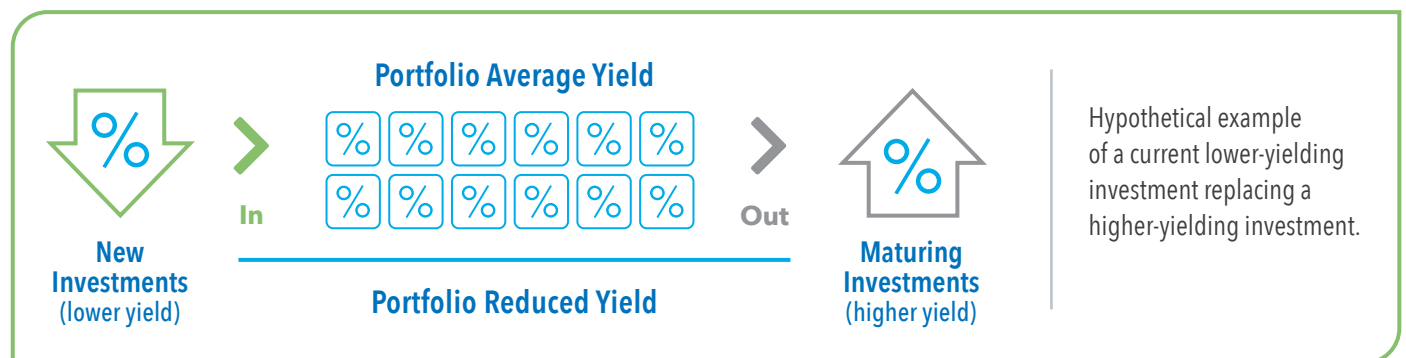 Portfolio Average Yield
%
% % % % % %
% % % % % %
%
In
Out
New
Investments
(lower yield)
Portfolio Reduced Yield
Maturing
Investments
(higher yield)
Hypothetical example
of a current lower-yielding
investment replacing a
higher-yielding investment.